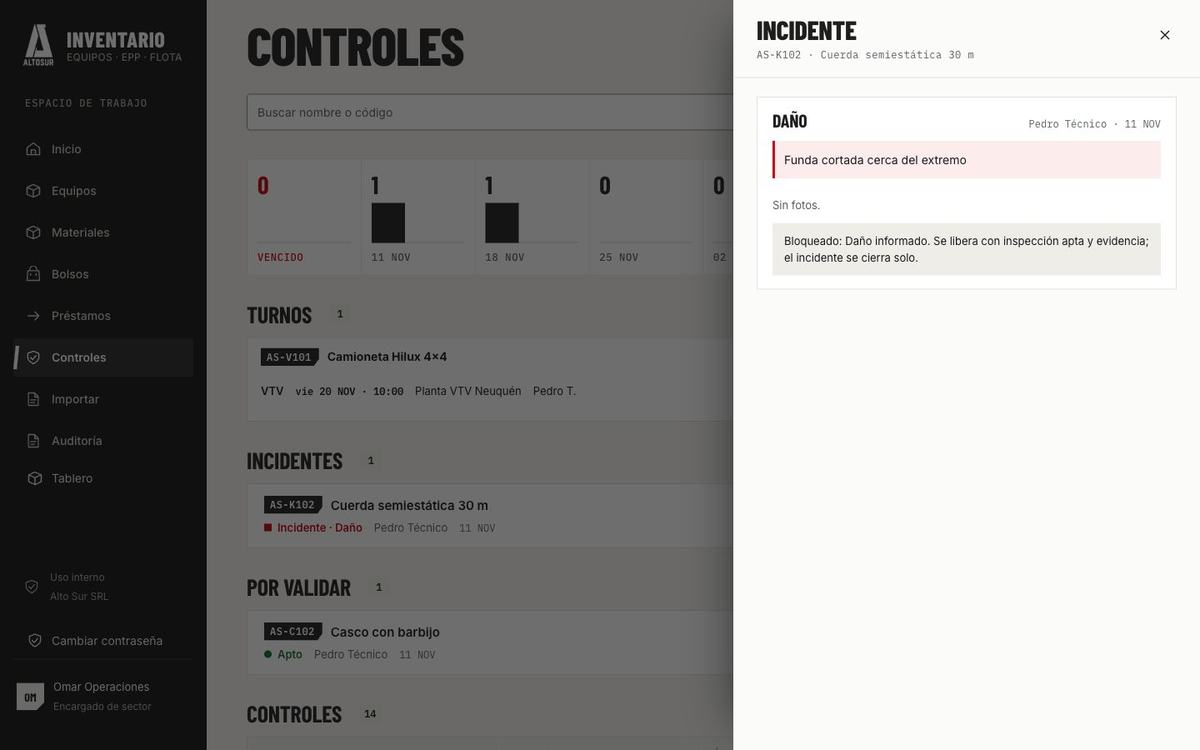 ALTOSUR
INVENTARIO
EQUIPOS · EPP · FLOTA
ESPACIO DE TRABAJO
Inicio
Equipos
Materiales
Bolsos
Préstamos
Controles
Importar
Auditoría
Tablero
Uso interno
Alto Sur SRL
Cambiar contraseña
OM
Omar Operaciones
Encargado de sector
CONTROLES
Buscar nombre o código
0
VENCIDO
1
11 NOV
1
18 NOV
0
25 NOV
0
02
TURNOS 1
AS-V101 Camioneta Hilux 4×4
VTV vie 20 NOV · 10:00 Planta VTV Neuquén Pedro T.
INCIDENTES 1
AS-K102 Cuerda semiestática 30 m
Incidente · Daño Pedro Técnico 11 NOV
POR VALIDAR 1
AS-C102 Casco con barbijo
Apto Pedro Técnico 11 NOV
CONTROLES 14
INCIDENTE
AS-K102 · Cuerda semiestática 30 m
DAÑO
Pedro Técnico · 11 NOV
Funda cortada cerca del extremo
Sin fotos.
Bloqueado: Daño informado. Se libera con inspección apta y evidencia;
el incidente se cierra solo.